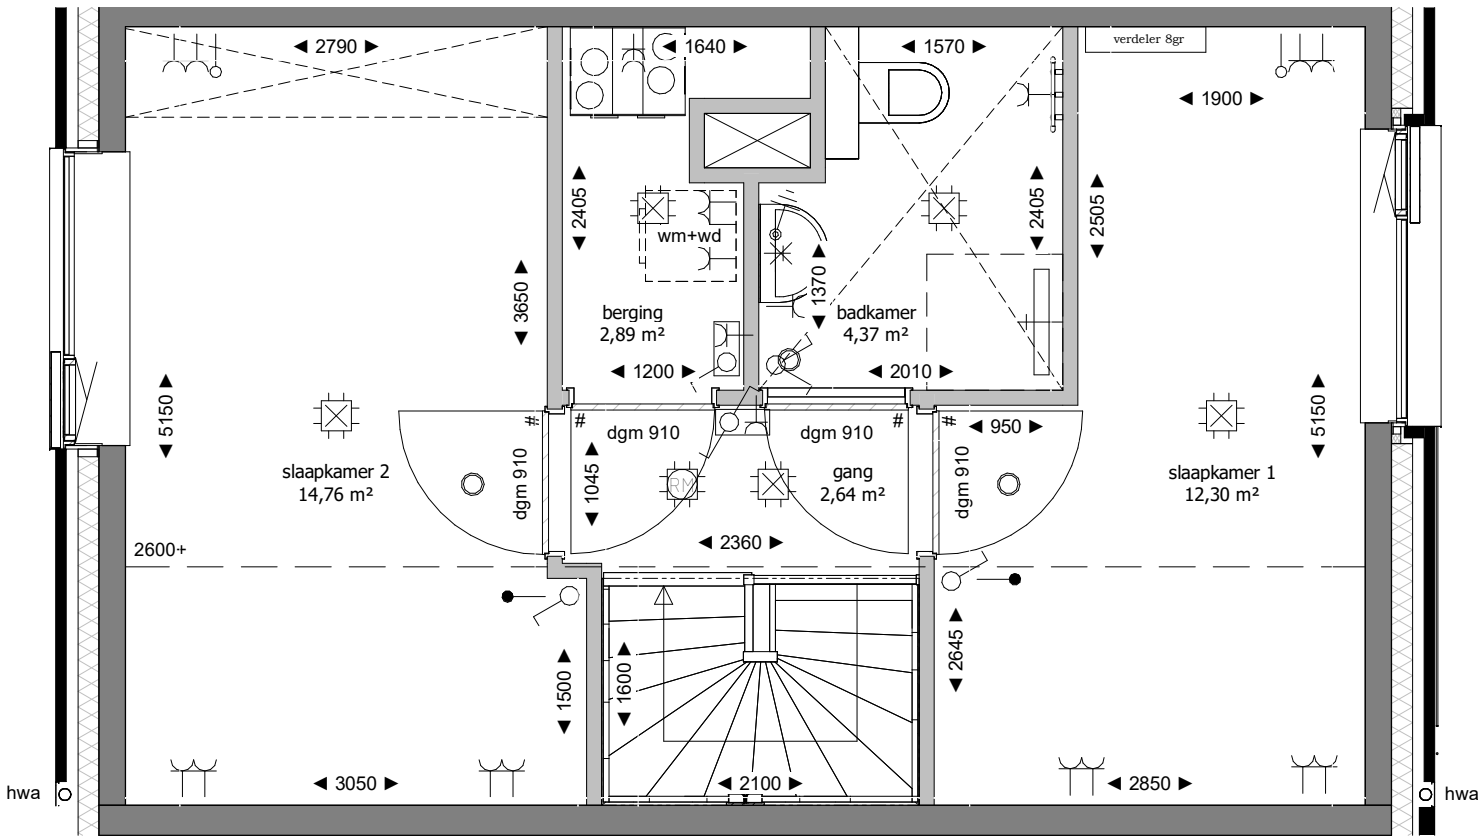 2790
1640
1570
verdeler 8gr
1900
2405
2405
2505
wm+wd
3650
1370
berging
2,89 m²
badkamer
4,37 m²
1200
2010
5150
5150
#
#
#
#
dgm 910
dgm 910
950
slaapkamer 2
14,76 m²
dgm 910
1045
RM
gang
2,64 m²
dgm 910
slaapkamer 1
12,30 m²
2600+
2360
2645
1500
1600
3050
2100
2850
hwa
hwa